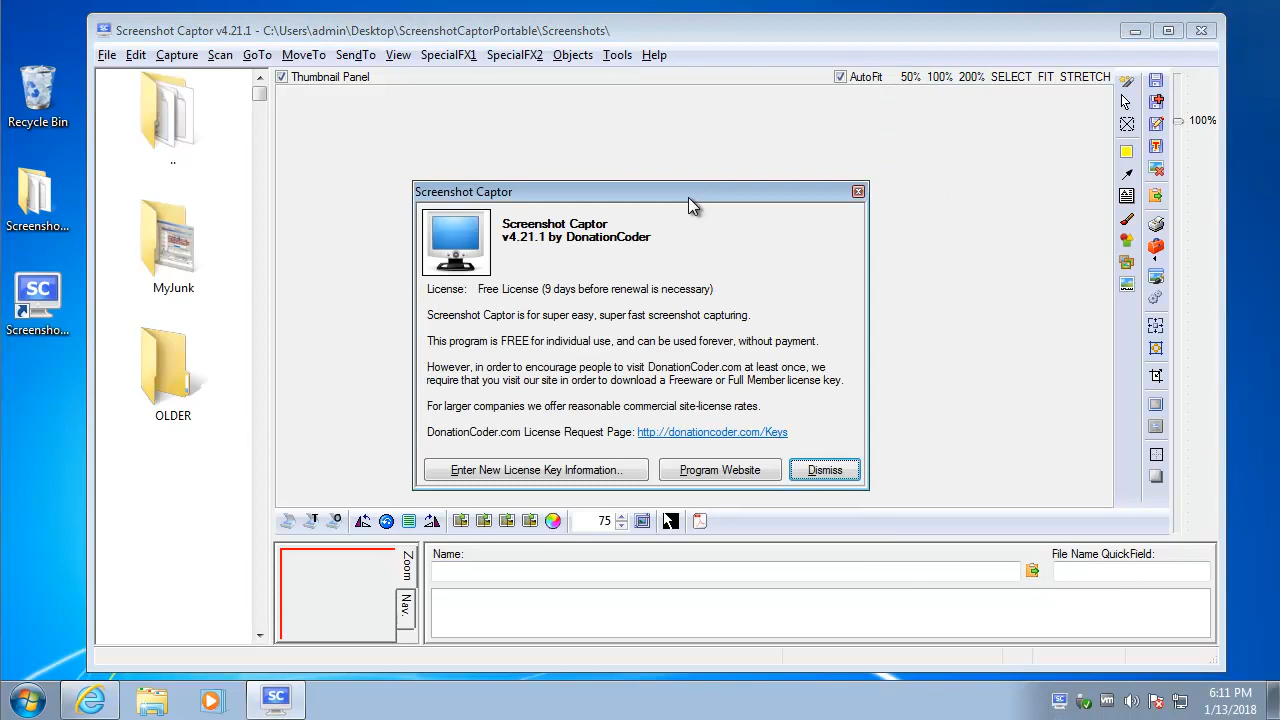 Screenshot Captor v4.21.1 - C:\Users\admin\Desktop\ScreenshotCaptorPortable\Screenshots\
File Edit Capture Scan GoTo MoveTo SendTo View SpecialFX1 SpecialFX2 Objects Tools Help
Thumbnail Panel
AutoFit 50% 100% 200% SELECT FIT STRETCH
100%
Recycle Bin
Screensho...
SC
Screensho...
..
MyJunk
OLDER
Screenshot Captor
Screenshot Captor
v4.21.1 by DonationCoder
License: Free License (9 days before renewal is necessary)
Screenshot Captor is for super easy, super fast screenshot capturing.
This program is FREE for individual use, and can be used forever, without payment.
However, in order to encourage people to visit DonationCoder.com at least once, we
require that you visit our site in order to download a Freeware or Full Member license key.
For larger companies we offer reasonable commercial site-license rates.
DonationCoder.com License Request Page: http://donationcoder.com/Keys
Enter New License Key Information.. Program Website Dismiss
75
Zoom
Nav.
Name:
File Name QuickField:
SC
6:11 PM
1/13/2018